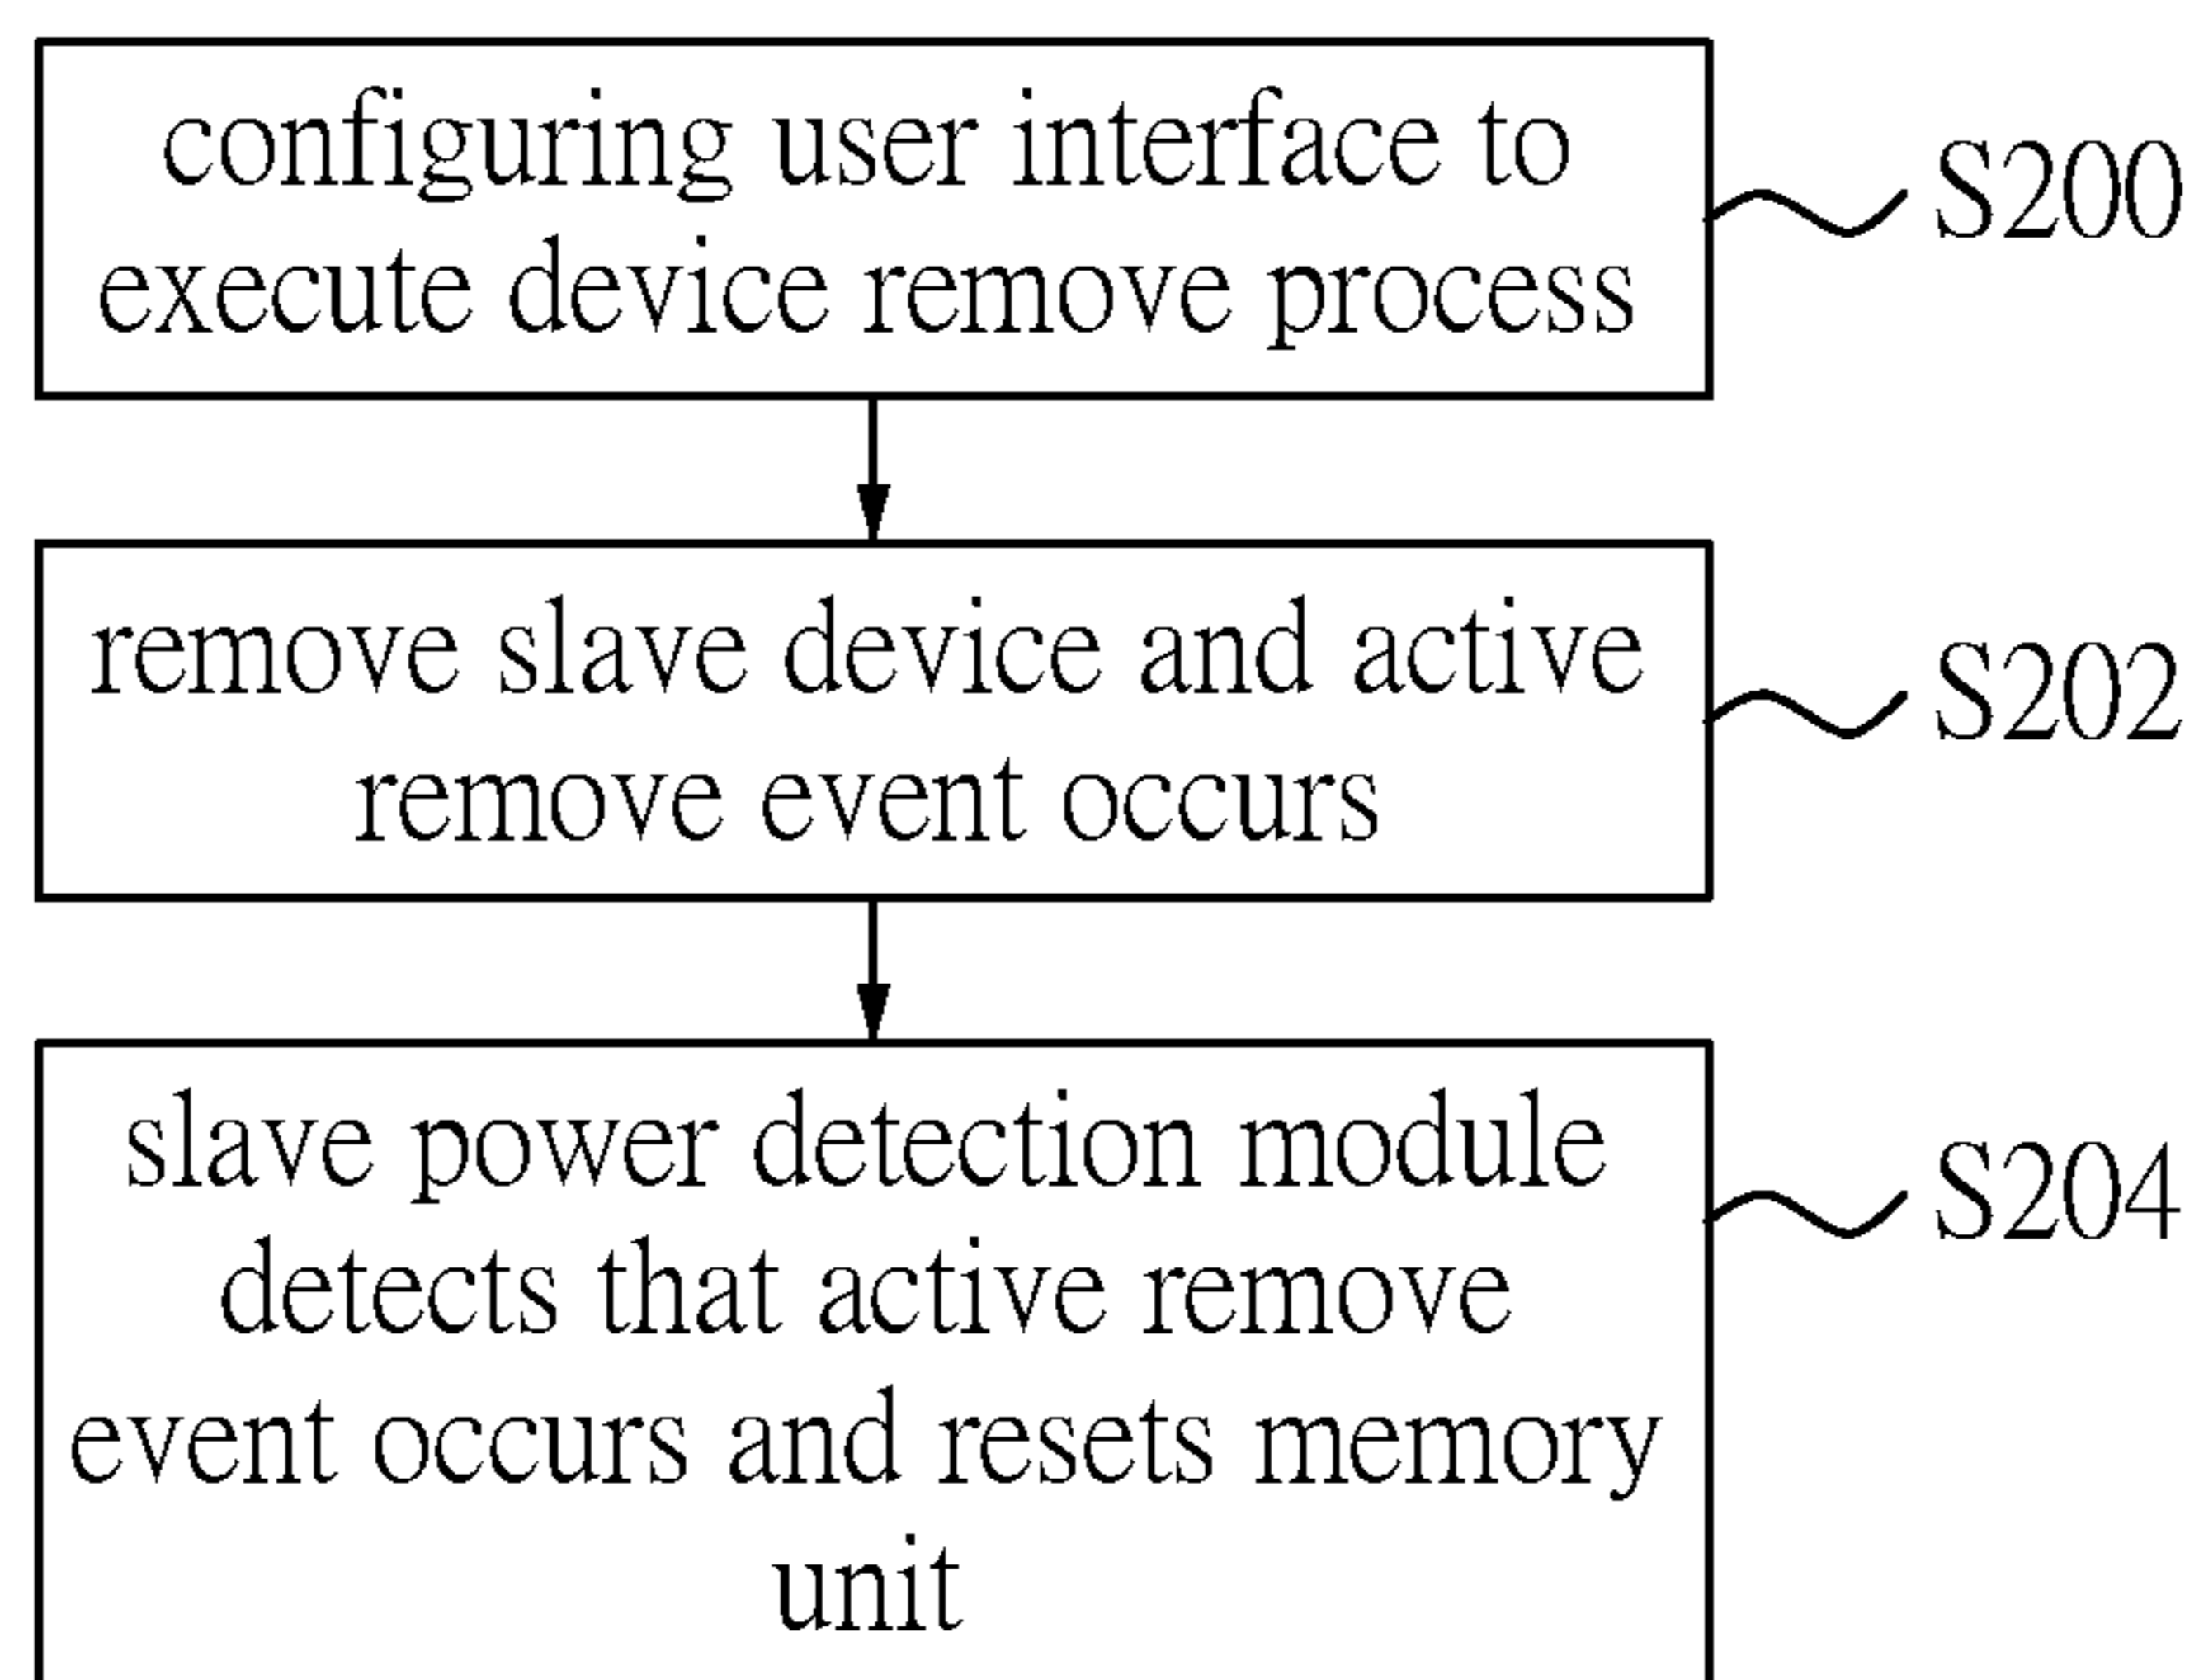 configuring user interface to
execute device remove process
S200
remove slave device and active
remove event occurs
S202
slave power detection module
detects that active remove
event occurs and resets memory
unit
S204